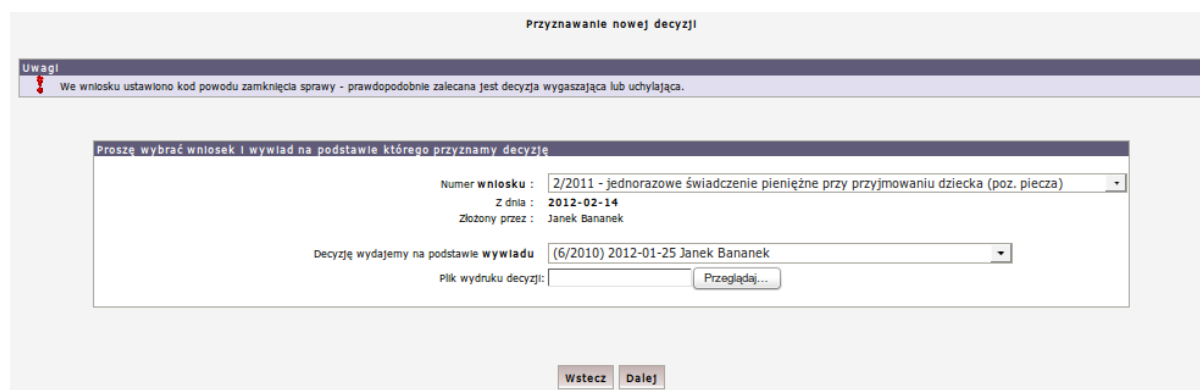 Przyznawanie nowej decyzji
Uwagi
We wniosku ustawiono kod powodu zamknięcia sprawy - prawdopodobnie zalecana jest decyzja wygaszająca lub uchylająca.
Proszę wybrać wniosek i wywiad na podstawie którego przyznamy decyzję
Numer wniosku : 2/2011 - jednorazowe świadczenie pieniężne przy przyjmowaniu dziecka (poz. piecza)
Z dnia : 2012-02-14
Złożony przez : Janek Bananek
Decyzję wydajemy na podstawie wywiadu (6/2010) 2012-01-25 Janek Bananek
Plik wydruku decyzji: Przeglądaj...
Wstecz Dalej